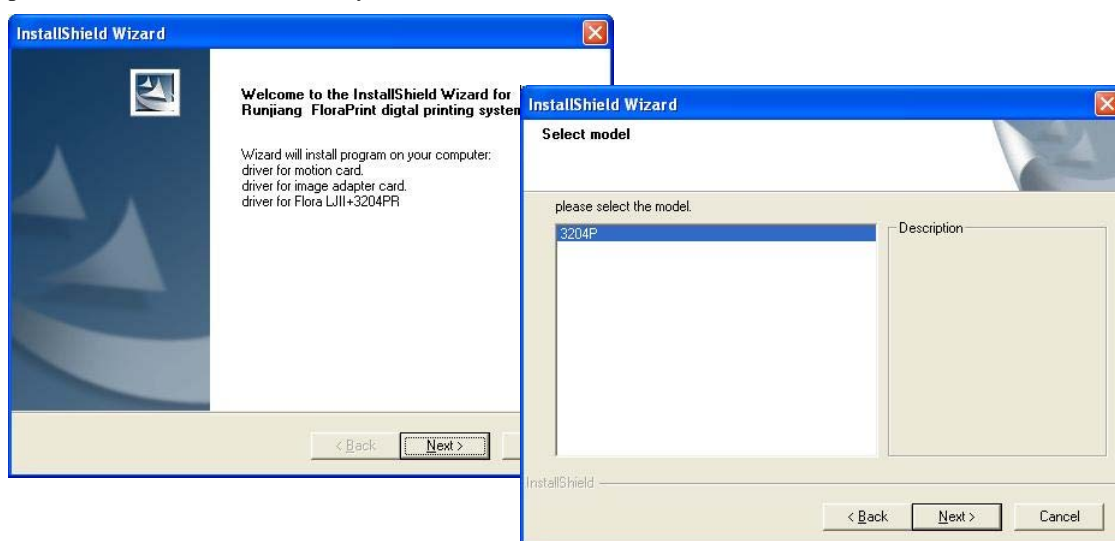 InstallShield Wizard
Welcome to the InstallShield Wizard for
Runjiang FloraPrint digtal printing system
Wizard will install program on your computer:
driver for motion card.
driver for image adapter card.
driver for Flora LJII+3204PR
< Back Next >
InstallShield Wizard
Select model
please select the model.
3204P
Description
InstallShield
< Back Next > Cancel